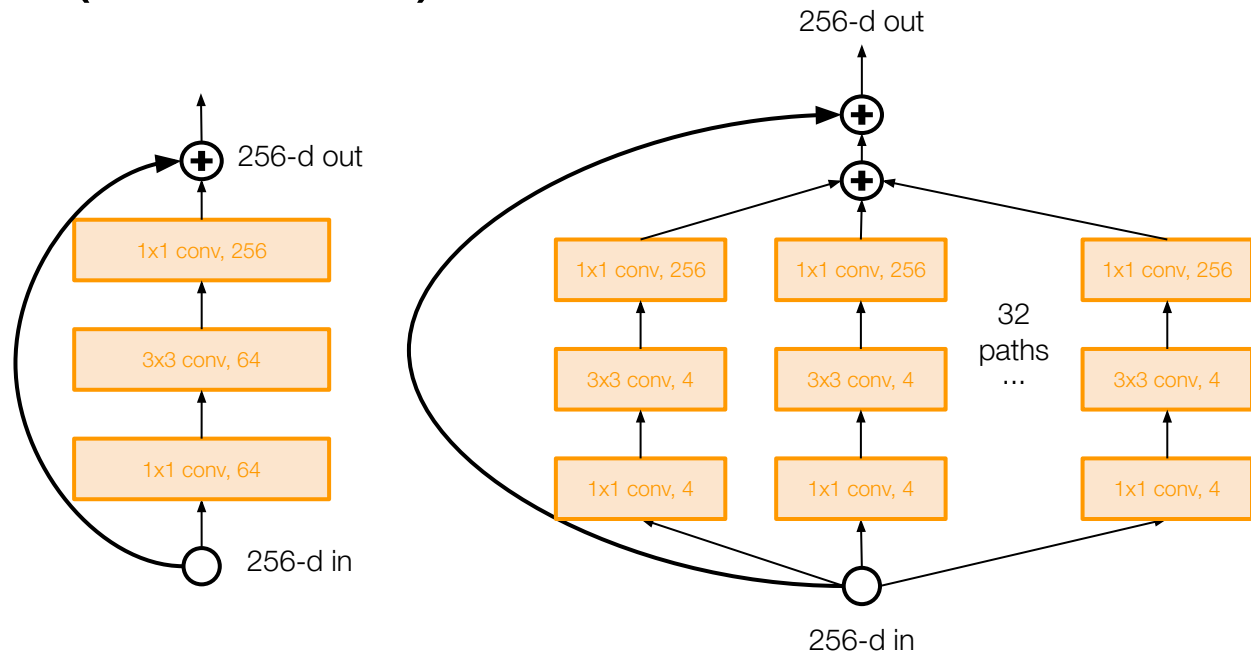 256-d out
1x1 conv, 256
3x3 conv, 64
1x1 conv, 64
256-d in
256-d out
1x1 conv, 256
1x1 conv, 256
1x1 conv, 256
32
paths
...
3x3 conv, 4
3x3 conv, 4
3x3 conv, 4
1x1 conv, 4
1x1 conv, 4
1x1 conv, 4
256-d in